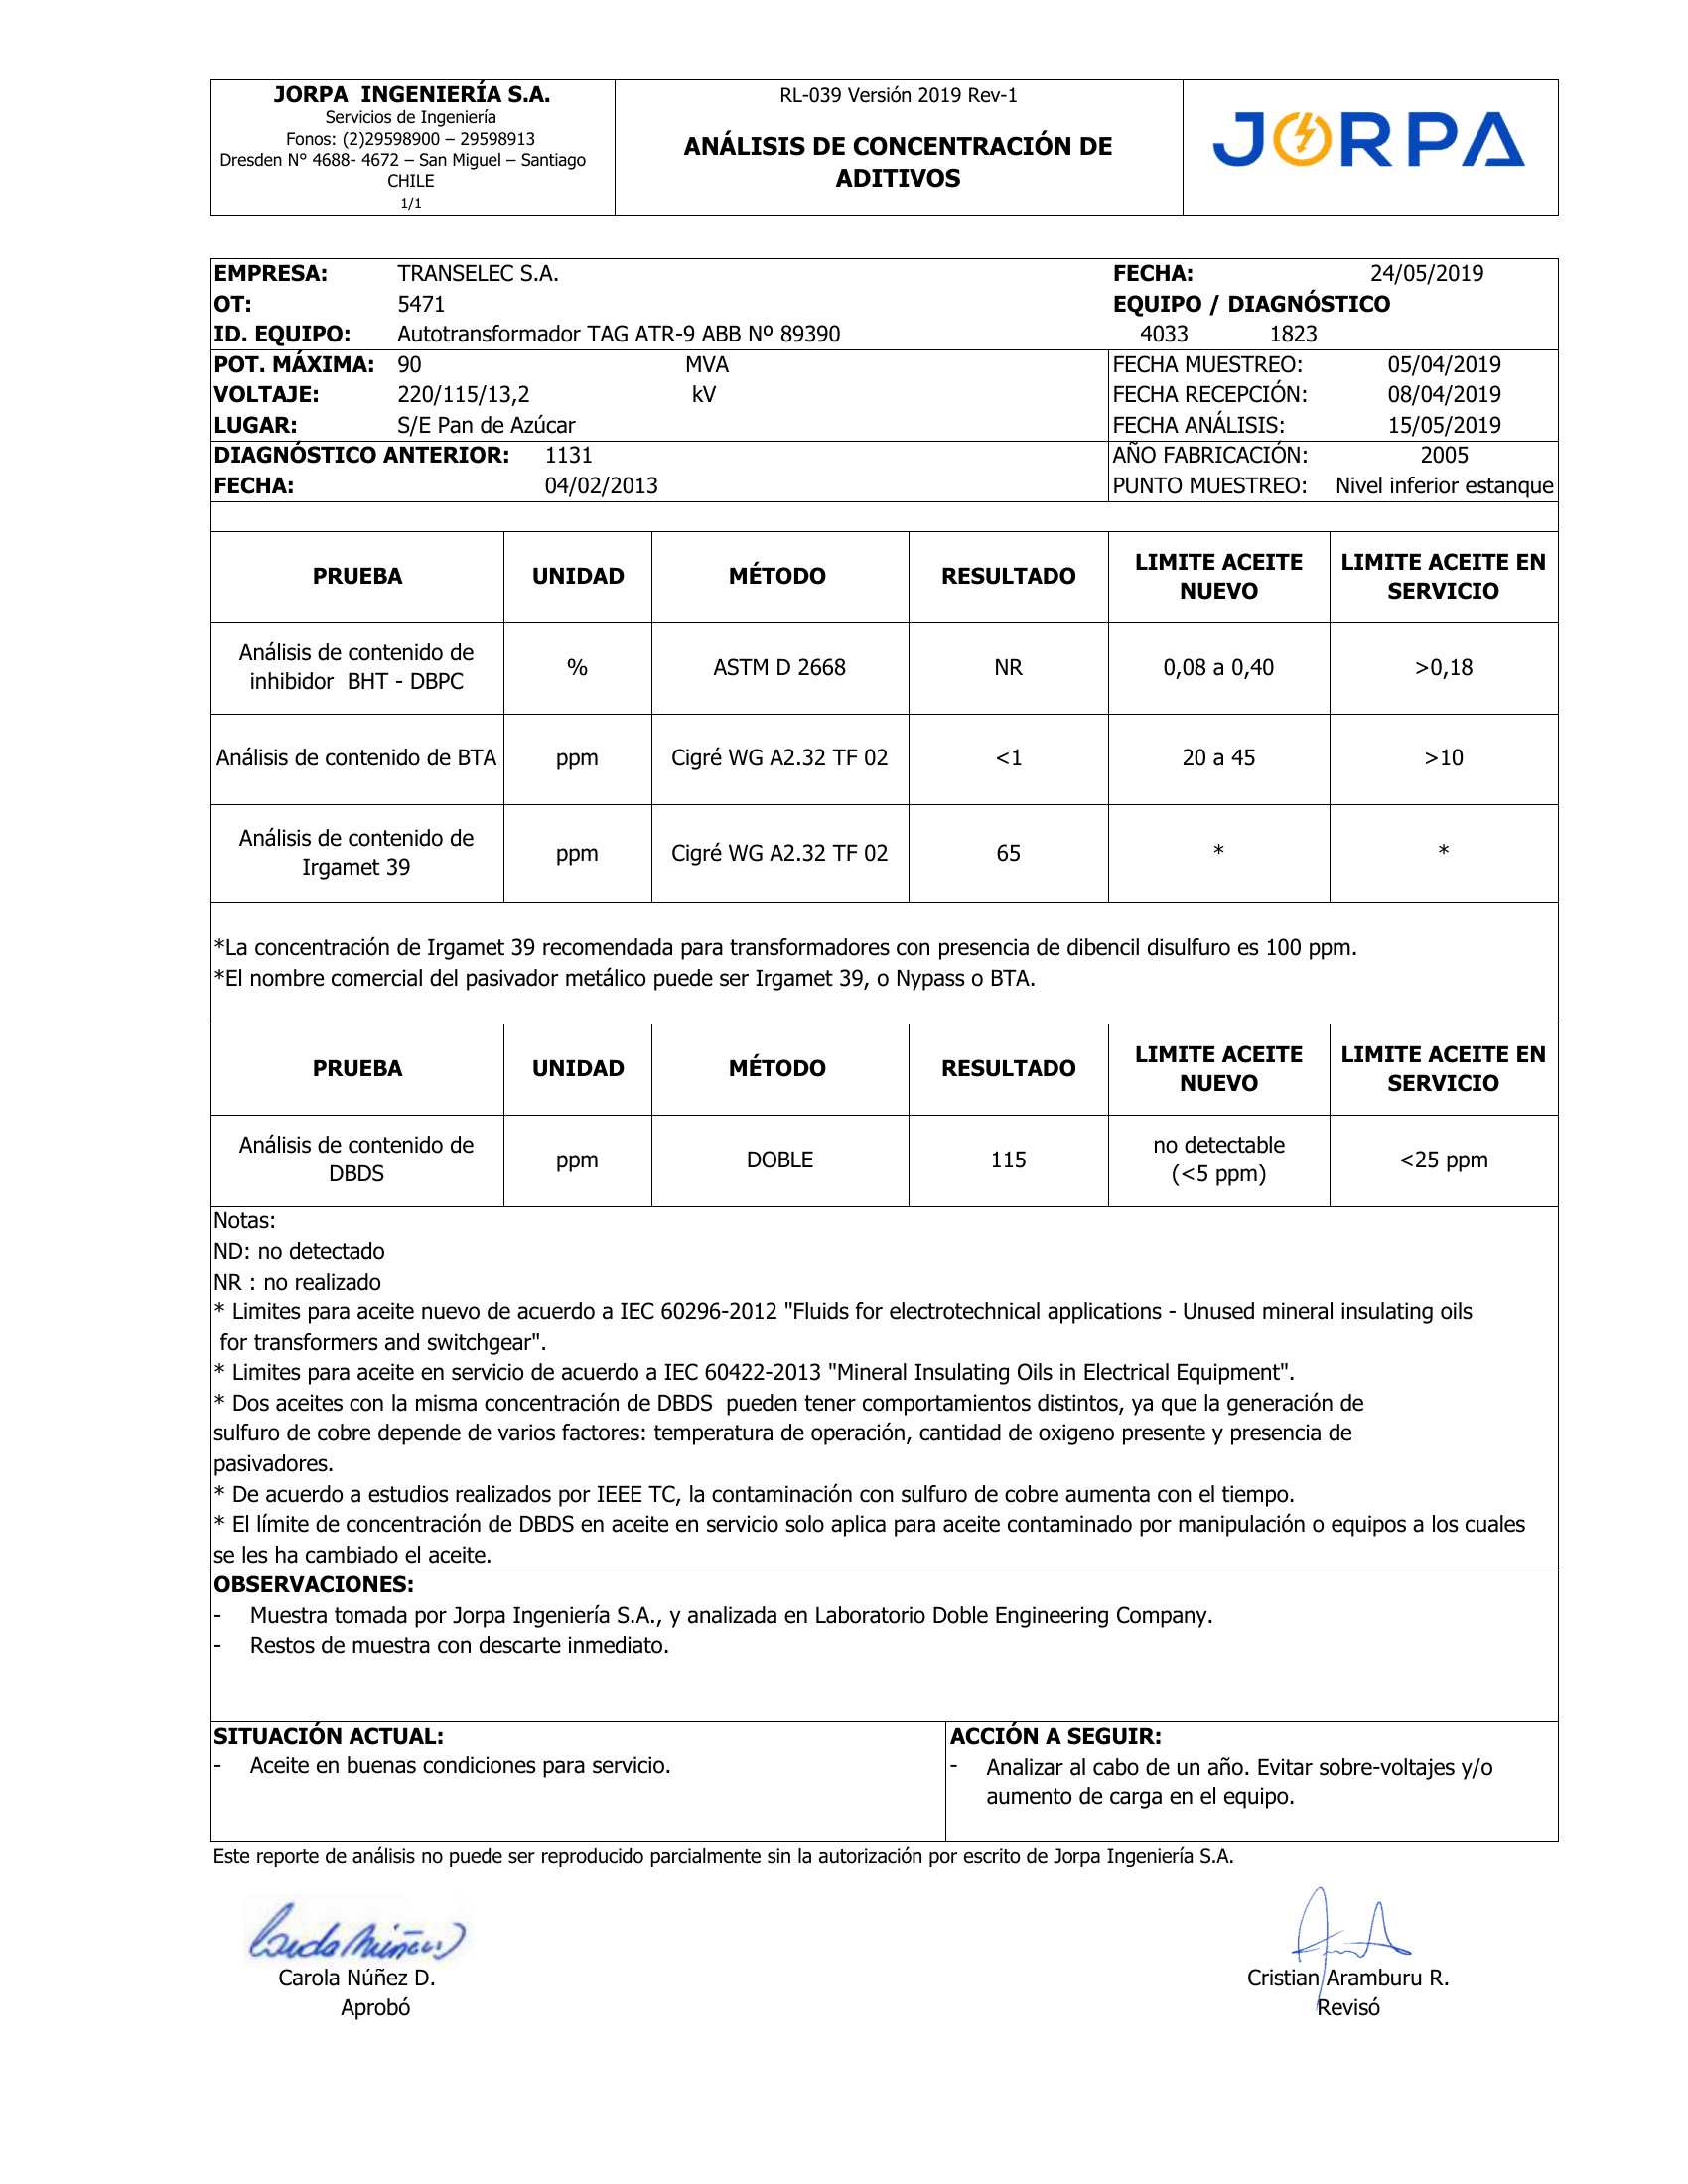 JORPA INGENIERÍA S.A.
Servicios de Ingeniería
Fonos: (2)29598900 – 29598913
Dresden N° 4688- 4672 – San Miguel – Santiago
CHILE
1/1
RL-039 Versión 2019 Rev-1
ANÁLISIS DE CONCENTRACIÓN DE
ADITIVOS
JORPA
EMPRESA: TRANSELEC S.A. FECHA: 24/05/2019
OT: 5471 EQUIPO / DIAGNÓSTICO
ID. EQUIPO: Autotransformador TAG ATR-9 ABB Nº 89390 4033 1823
POT. MÁXIMA: 90 MVA FECHA MUESTREO: 05/04/2019
VOLTAJE: 220/115/13,2 kV FECHA RECEPCIÓN: 08/04/2019
LUGAR: S/E Pan de Azúcar FECHA ANÁLISIS: 15/05/2019
DIAGNÓSTICO ANTERIOR: 1131 AÑO FABRICACIÓN: 2005
FECHA: 04/02/2013 PUNTO MUESTREO: Nivel inferior estanque
PRUEBA UNIDAD MÉTODO RESULTADO LIMITE ACEITE NUEVO LIMITE ACEITE EN SERVICIO
Análisis de contenido de inhibidor BHT - DBPC % ASTM D 2668 NR 0,08 a 0,40 >0,18
Análisis de contenido de BTA ppm Cigré WG A2.32 TF 02 <1 20 a 45 >10
Análisis de contenido de Irgamet 39 ppm Cigré WG A2.32 TF 02 65 * *
*La concentración de Irgamet 39 recomendada para transformadores con presencia de dibencil disulfuro es 100 ppm.
*El nombre comercial del pasivador metálico puede ser Irgamet 39, o Nypass o BTA.
PRUEBA UNIDAD MÉTODO RESULTADO LIMITE ACEITE NUEVO LIMITE ACEITE EN SERVICIO
Análisis de contenido de DBDS ppm DOBLE 115 no detectable (<5 ppm) <25 ppm
Notas:
ND: no detectado
NR : no realizado
* Limites para aceite nuevo de acuerdo a IEC 60296-2012 "Fluids for electrotechnical applications - Unused mineral insulating oils
for transformers and switchgear".
* Limites para aceite en servicio de acuerdo a IEC 60422-2013 "Mineral Insulating Oils in Electrical Equipment".
* Dos aceites con la misma concentración de DBDS pueden tener comportamientos distintos, ya que la generación de
sulfuro de cobre depende de varios factores: temperatura de operación, cantidad de oxigeno presente y presencia de
pasivadores.
* De acuerdo a estudios realizados por IEEE TC, la contaminación con sulfuro de cobre aumenta con el tiempo.
* El límite de concentración de DBDS en aceite en servicio solo aplica para aceite contaminado por manipulación o equipos a los cuales
se les ha cambiado el aceite.
OBSERVACIONES:
- Muestra tomada por Jorpa Ingeniería S.A., y analizada en Laboratorio Doble Engineering Company.
- Restos de muestra con descarte inmediato.
SITUACIÓN ACTUAL:
- Aceite en buenas condiciones para servicio.
ACCIÓN A SEGUIR:
- Analizar al cabo de un año. Evitar sobre-voltajes y/o
aumento de carga en el equipo.
Este reporte de análisis no puede ser reproducido parcialmente sin la autorización por escrito de Jorpa Ingeniería S.A.
Carola Núñez D.
Aprobó
Cristian Aramburu R.
Revisó